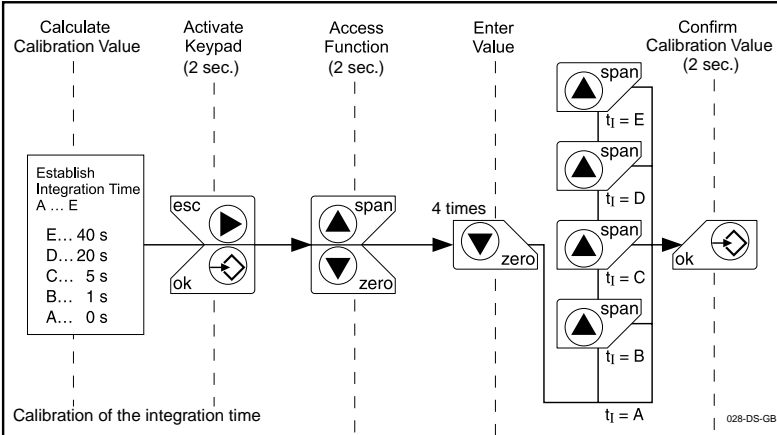 Calculate
Calibration Value
Activate
Keypad
(2 sec.)
Access
Function
(2 sec.)
Enter
Value
Confirm
Calibration Value
(2 sec.)
Establish
Integration Time
A ... E
E... 40 s
D... 20 s
C... 5 s
B... 1 s
A... 0 s
esc
ok
span
zero
4 times
zero
span
tI = E
span
tI = D
span
tI = C
span
tI = B
tI = A
ok
Calibration of the integration time
028-DS-GB